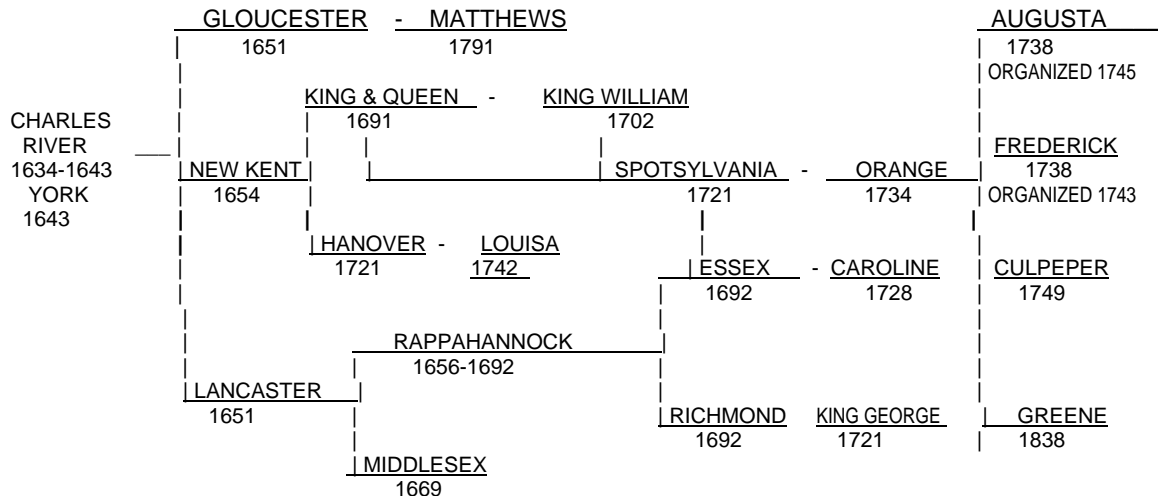 GLOUCESTER - MATTHEWS AUGUSTA
1651 1791 1738
ORGANIZED 1745
KING & QUEEN - KING WILLIAM
1691 1702
CHARLES
RIVER FREDERICK
1634-1643 1738
NEW KENT SPOTSYLVANIA - ORANGE
YORK 1654 1721 1734 ORGANIZED 1743
1643
HANOVER - LOUISA
1721 1742
ESSEX - CAROLINE CULPEPER
1692 1728 1749
RAPPAHANNOCK
1656-1692
LANCASTER
1651
RICHMOND KING GEORGE GREENE
1692 1721 1838
MIDDLESEX
1669